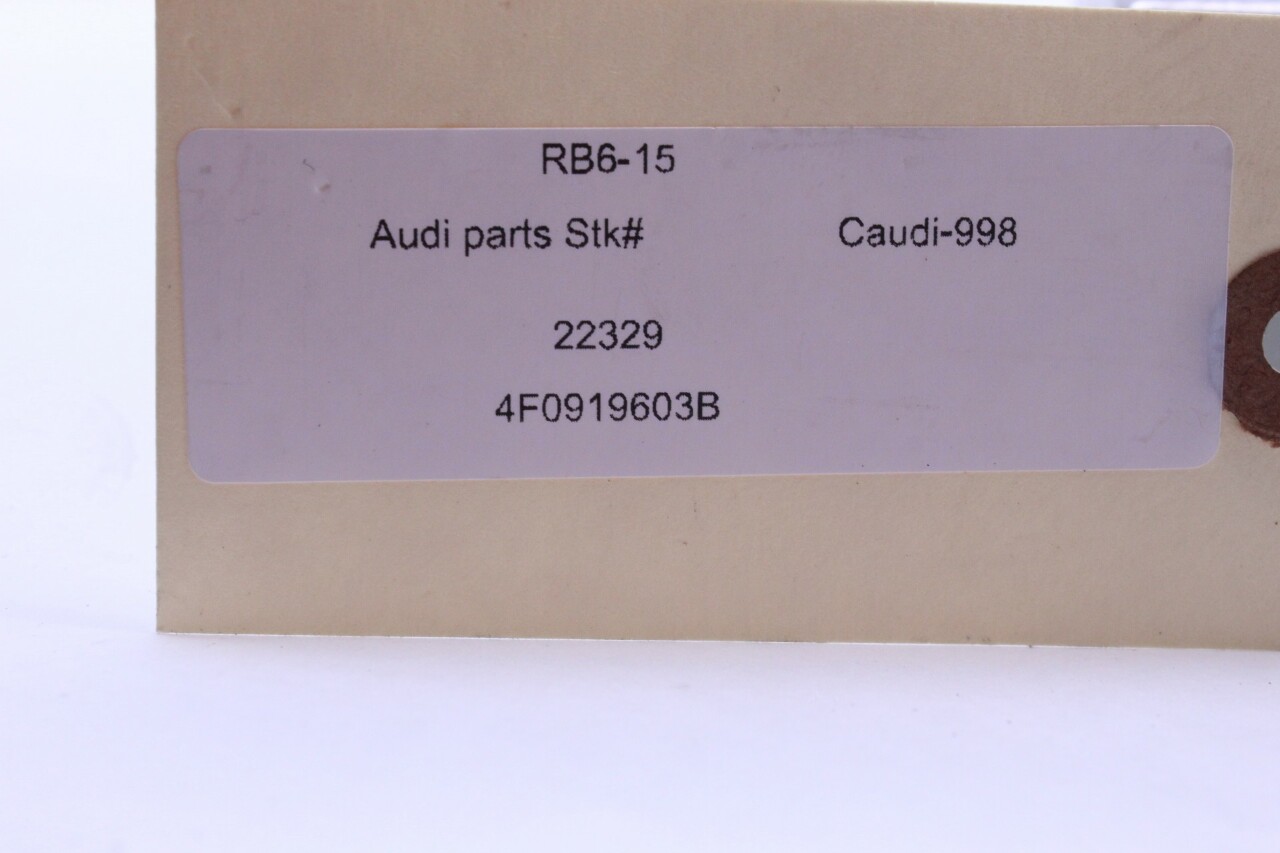 RB6-15
Audi parts Stk# Caudi-998
22329
4F0919603B